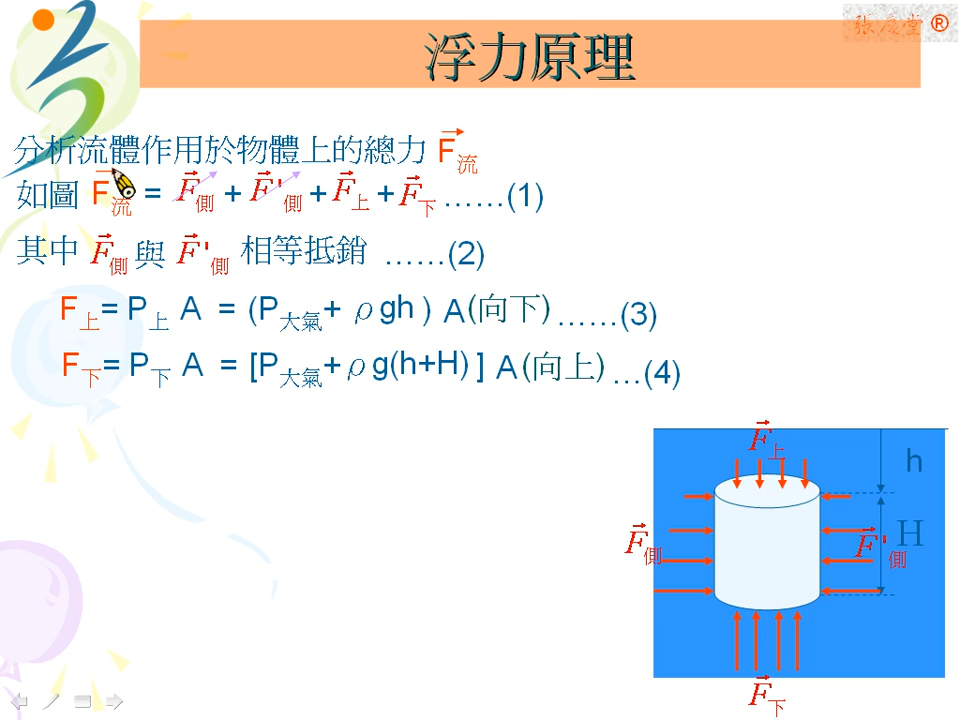 張慶堂 ®
浮力原理
分析流體作用於物體上的總力 F流
如圖 F流 = F側 + F'側 + F上 + F下 ……(1)
其中 F側 與 F'側 相等抵銷 ……(2)
F上= P上 A = (P大氣+ ρgh ) A (向下) ……(3)
F下= P下 A = [P大氣+ ρg(h+H) ] A (向上) …(4)
F上
h
H
F側
F'側
F下